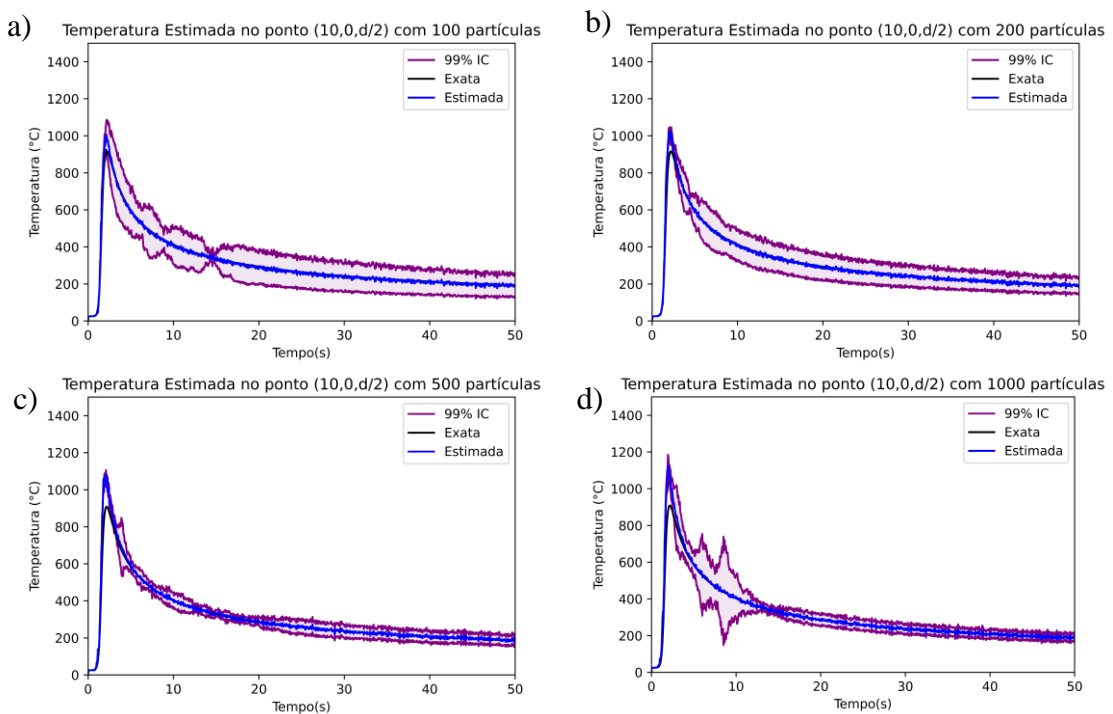 a)
Temperatura Estimada no ponto (10,0,d/2) com 100 partículas
1400
1200
1000
800
600
400
200
0
Temperatura (°C)
99% IC
Exata
Estimada
0 10 20 30 40 50
Tempo(s)
b)
Temperatura Estimada no ponto (10,0,d/2) com 200 partículas
1400
1200
1000
800
600
400
200
0
Temperatura (°C)
99% IC
Exata
Estimada
0 10 20 30 40 50
Tempo(s)
c)
Temperatura Estimada no ponto (10,0,d/2) com 500 partículas
1400
1200
1000
800
600
400
200
0
Temperatura (°C)
99% IC
Exata
Estimada
0 10 20 30 40 50
Tempo(s)
d)
Temperatura Estimada no ponto (10,0,d/2) com 1000 partículas
1400
1200
1000
800
600
400
200
0
Temperatura (°C)
99% IC
Exata
Estimada
0 10 20 30 40 50
Tempo(s)